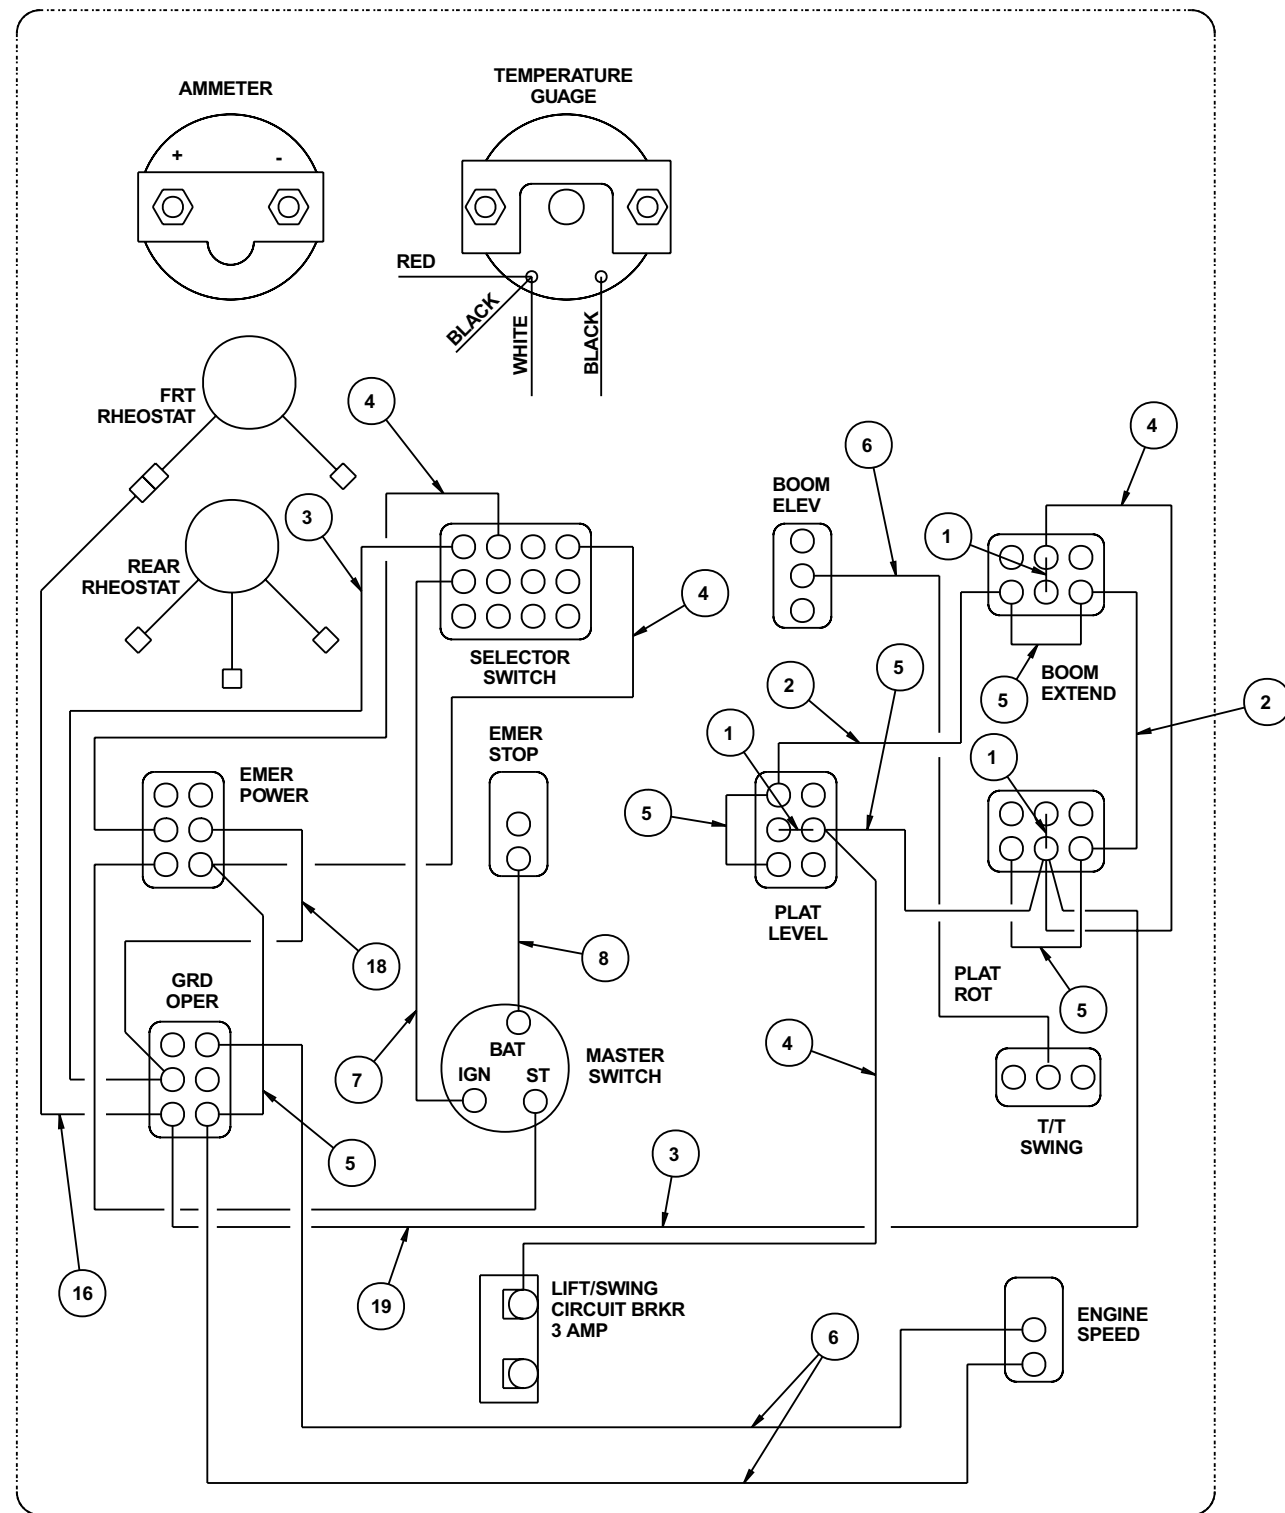 AMMETER
+ -
TEMPERATURE
GUAGE
RED
BLACK
WHITE
BLACK
FRT
RHEOSTAT
4
3
REAR
RHEOSTAT
SELECTOR
SWITCH
4
6
BOOM
ELEV
4
1
5
BOOM
EXTEND
2
5
2
1
1
5
EMER
STOP
EMER
POWER
PLAT
LEVEL
18
8
GRD
OPER
PLAT
ROT
5
7
BAT
IGN
ST
MASTER
SWITCH
4
T/T
SWING
5
3
16
19
LIFT/SWING
CIRCUIT BRKR
3 AMP
6
ENGINE
SPEED